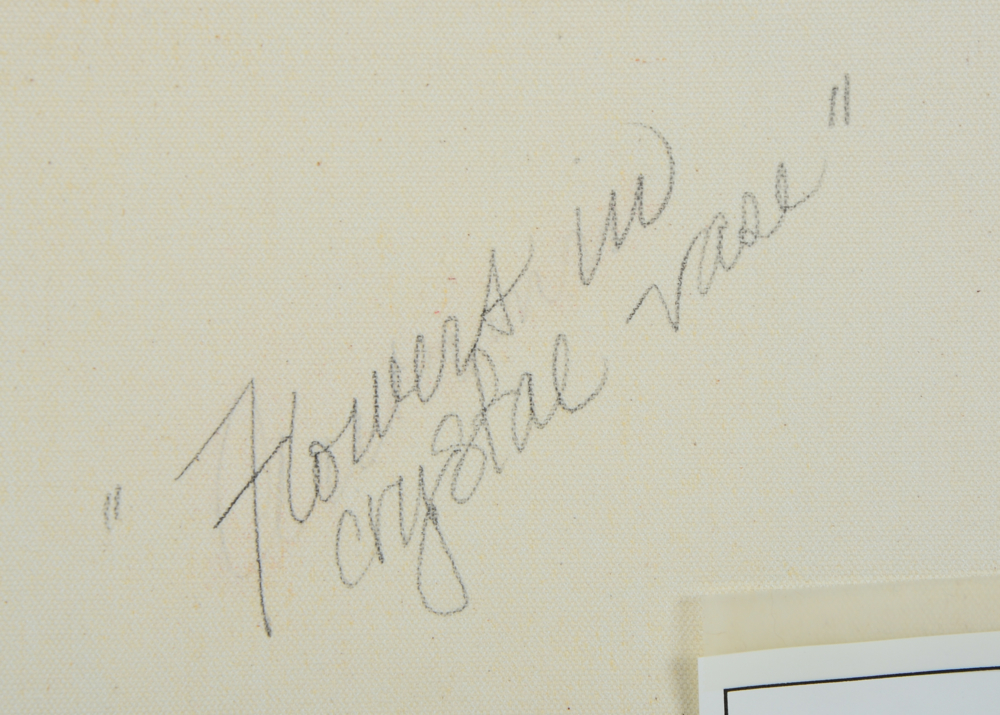 "Flowers in
crystal vase"